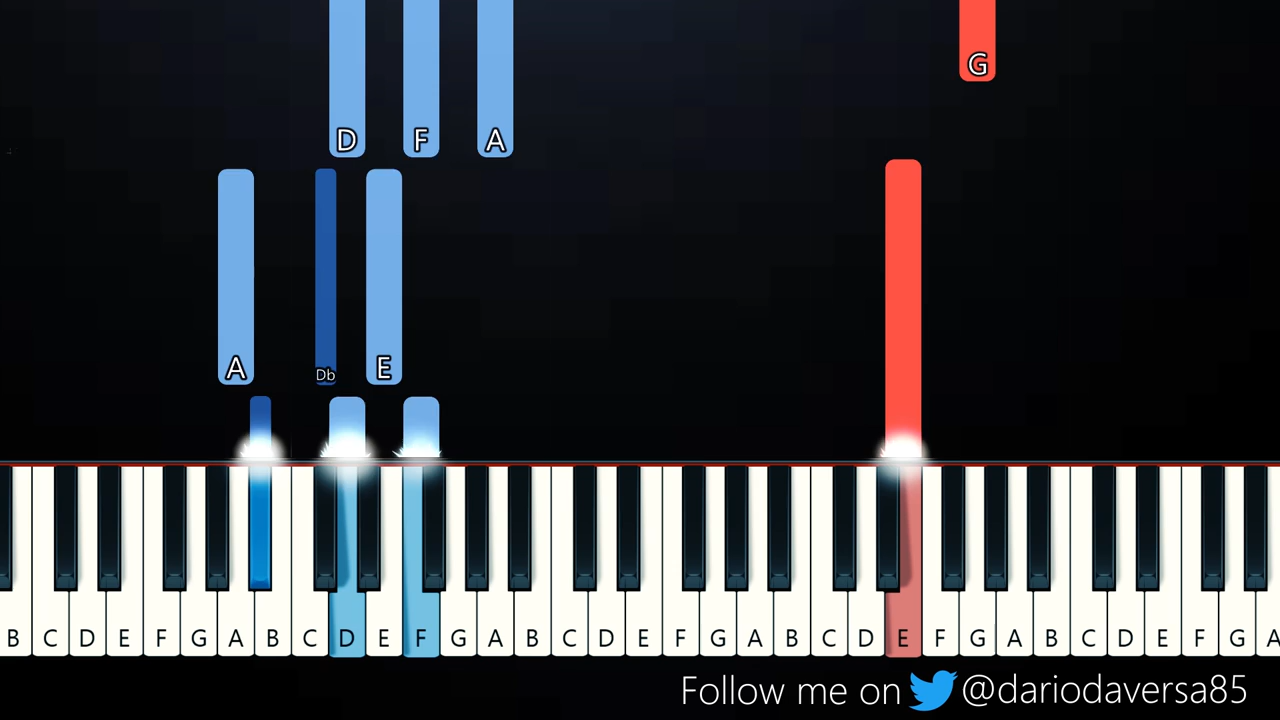 G
D F A
A Db E
B C D E F G A B C D E F G A B C D E F G A B C D E F G A B C D E F G A
Follow me on @dariodaversa85